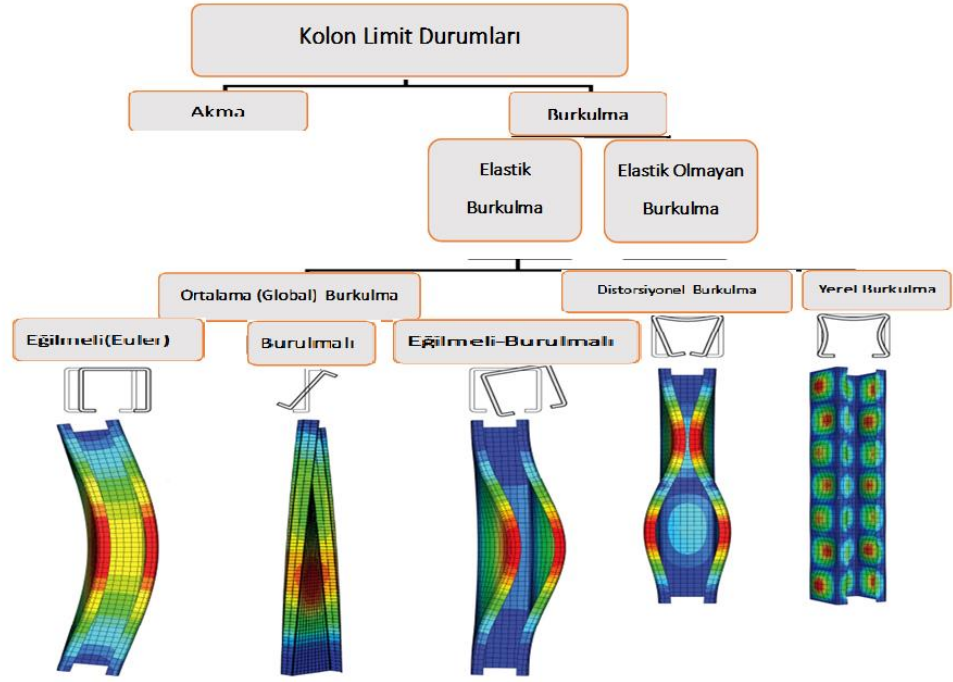 Kolon Limit Durumları
Akma
Burkulma
Elastik
Burkulma
Elastik Olmayan
Burkulma
Ortalama (Global) Burkulma
Distorsiyonel Burkulma
Yerel Burkulma
Eğilmeli(Euler)
Burulmalı
Eğilmeli-Burulmalı